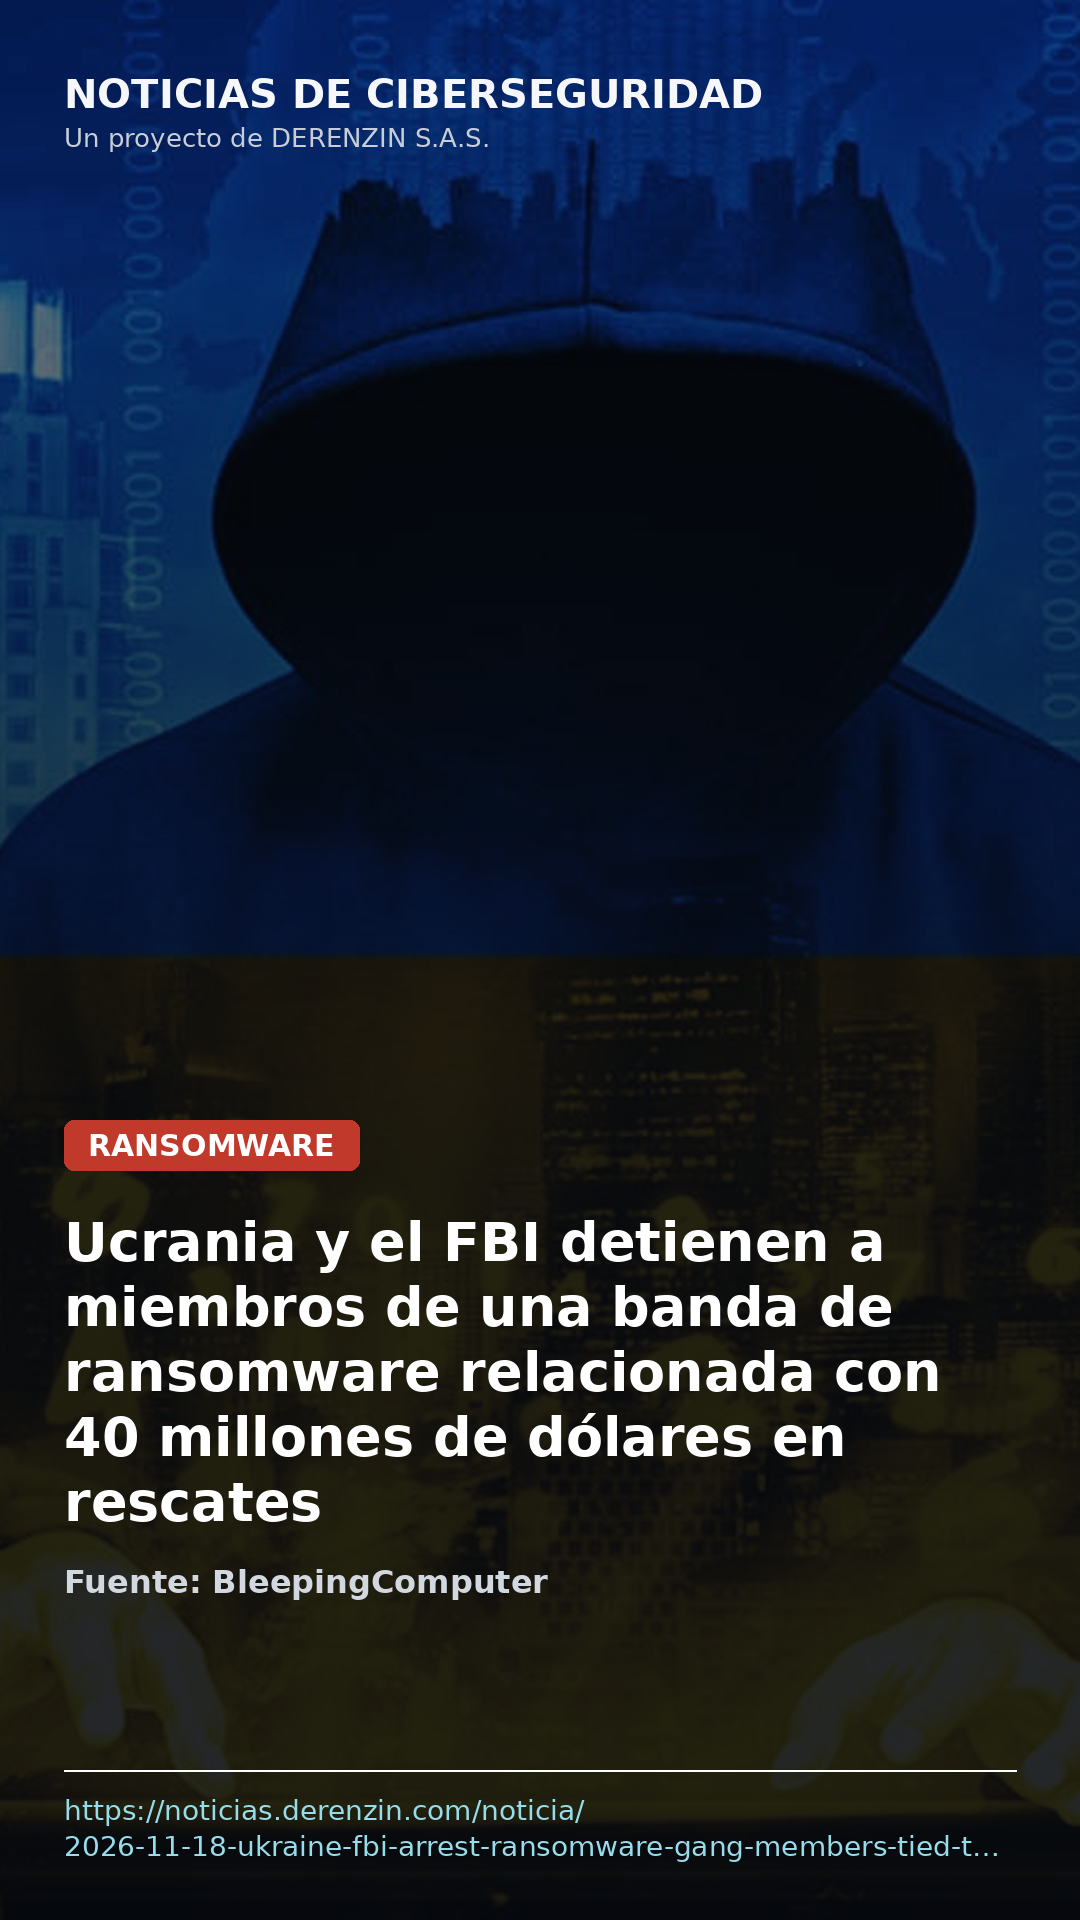 NOTICIAS DE CIBERSEGURIDAD
Un proyecto de DERENZIN S.A.S.
RANSOMWARE
Ucrania y el FBI detienen a
miembros de una banda de
ransomware relacionada con
40 millones de dólares en
rescates
Fuente: BleepingComputer
https://noticias.derenzin.com/noticia/
2026-11-18-ukraine-fbi-arrest-ransomware-gang-members-tied-t…